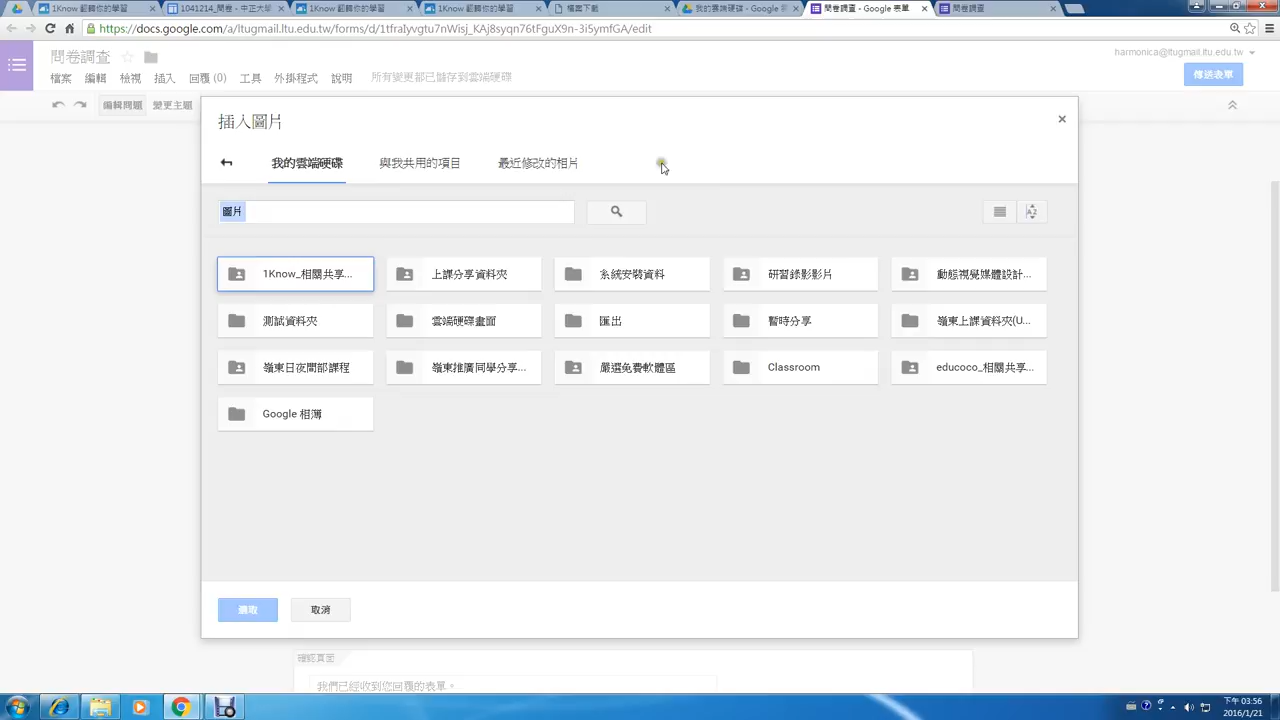 1Know 翻轉你的學習
1041214_問卷 - 中正大學
1Know 翻轉你的學習
1Know 翻轉你的學習
檔案下載
我的雲端硬碟 - Google
問卷調查 - Google 表單
問卷調查
https://docs.google.com/a/ltugmail.ltu.edu.tw/forms/d/1tfraIyvgtu7nWisj_KAj8syqn76tFguX9n-3i5ymfGA/edit
問卷調查
harmonica@ltugmail.ltu.edu.tw
檔案 編輯 檢視 插入 回覆 (0) 工具 外掛程式 說明 所有變更都已儲存到雲端硬碟
傳送表單
編輯問題 變更主題
插入圖片
我的雲端硬碟 與我共用的項目 最近修改的相片
圖片
1Know_相關共享... 上課分享資料夾 系統安裝資料 研習錄影影片 動態視覺媒體設計...
測試資料夾 雲端硬碟畫面 匯出 暫時分享 嶺東上課資料夾(U...
嶺東日夜間部課程 嶺東推廣同學分享... 嚴選免費軟體區 Classroom educoco_相關共享...
Google 相簿
選取 取消
確認頁面
我們已經收到您回覆的表單。
下午 03:56
2016/1/21